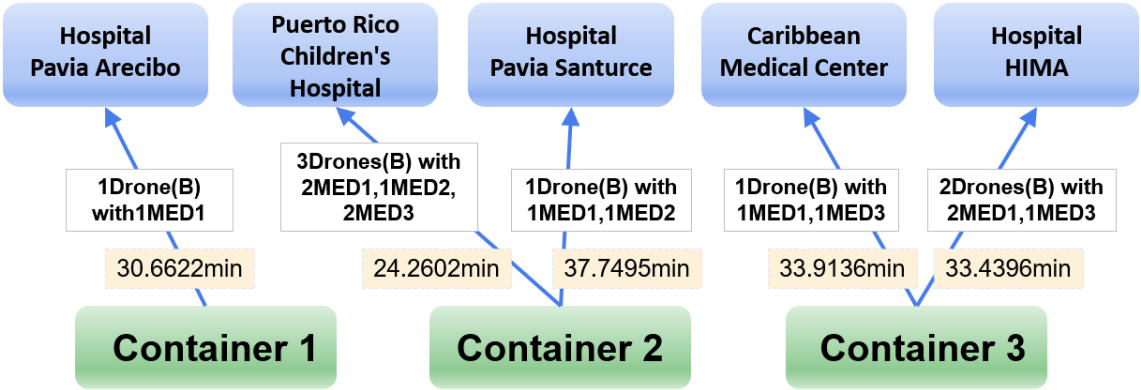 Hospital
Pavia Arecibo
Puerto Rico
Children's
Hospital
Hospital
Pavia Santurce
Caribbean
Medical Center
Hospital
HIMA
1Drone(B)
with1MED1
3Drones(B) with
2MED1,1MED2,
2MED3
1Drone(B) with
1MED1,1MED2
1Drone(B) with
1MED1,1MED3
2Drones(B) with
2MED1,1MED3
30.6622min
24.2602min
37.7495min
33.9136min
33.4396min
Container 1
Container 2
Container 3